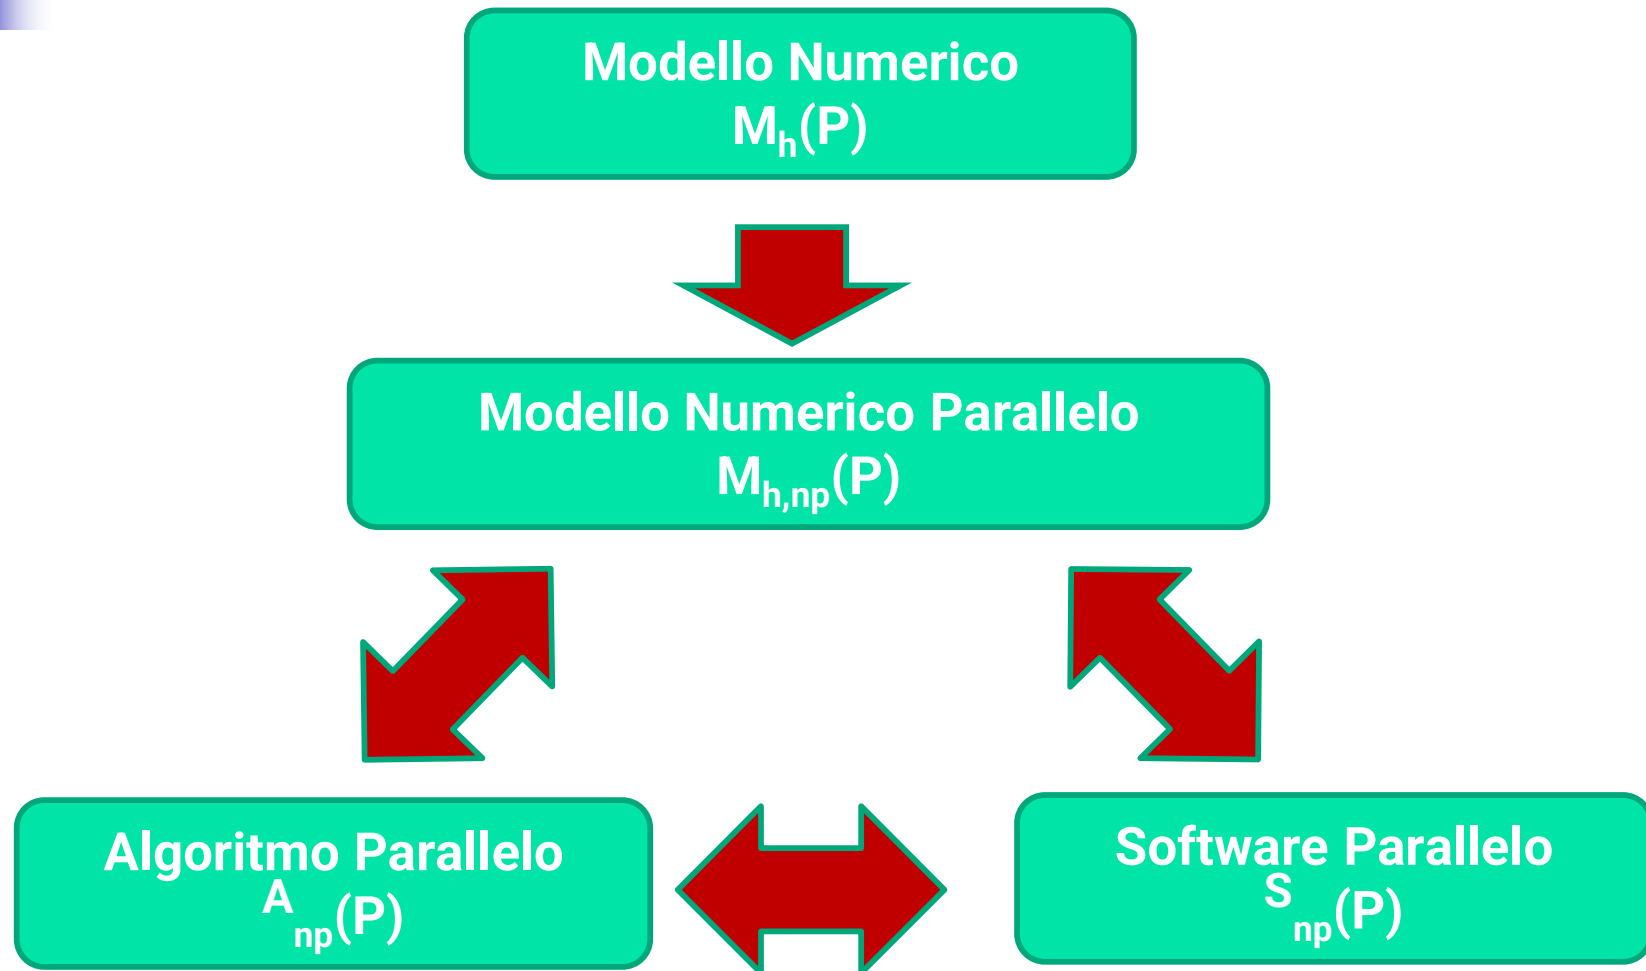 Modello Numerico
Mh(P)
Modello Numerico Parallelo
Mh,np(P)
Algoritmo Parallelo
Anp(P)
Software Parallelo
Snp(P)